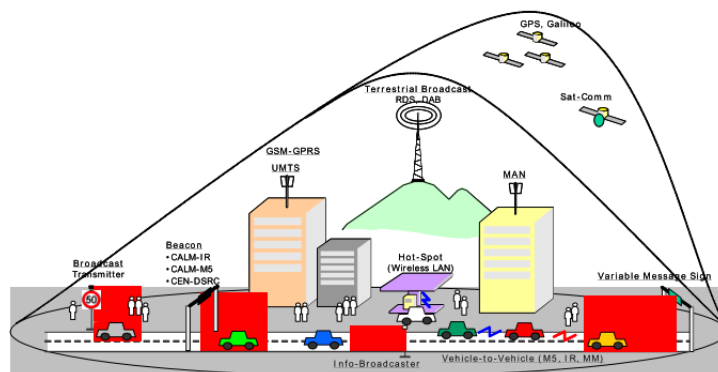 GPS, Galileo
Terrestrial Broadcast
RDS, DAB
Sat-Comm
GSM-GPRS
UMTS
MAN
Broadcast
Transmitter
Beacon
• CALM-IR
• CALM-M5
• CEN-DSRC
Hot-Spot
(Wireless LAN)
Variable Message Sign
50
Vehicle-to-Vehicle (M5, IR, MM)
Info-Broadcaster